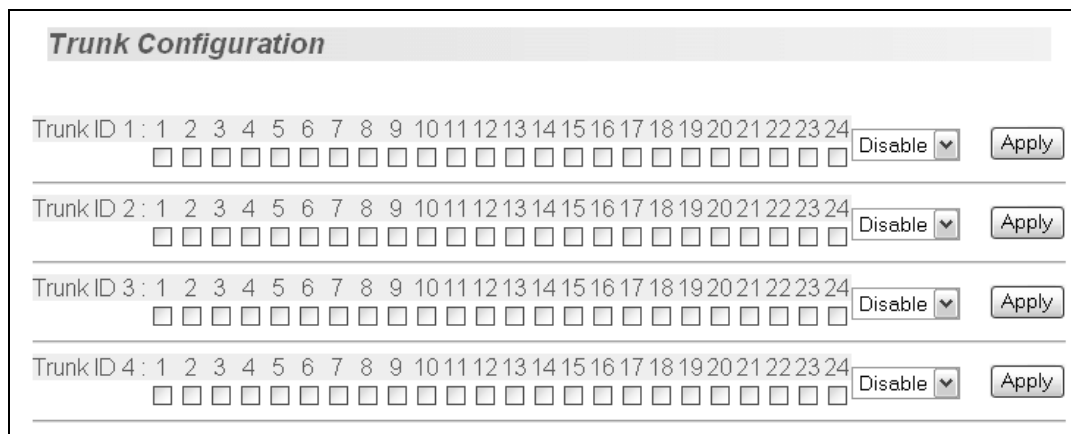 Trunk Configuration
Trunk ID 1 : 1 2 3 4 5 6 7 8 9 10 11 12 13 14 15 16 17 18 19 20 21 22 23 24 Disable Apply
Trunk ID 2 : 1 2 3 4 5 6 7 8 9 10 11 12 13 14 15 16 17 18 19 20 21 22 23 24 Disable Apply
Trunk ID 3 : 1 2 3 4 5 6 7 8 9 10 11 12 13 14 15 16 17 18 19 20 21 22 23 24 Disable Apply
Trunk ID 4 : 1 2 3 4 5 6 7 8 9 10 11 12 13 14 15 16 17 18 19 20 21 22 23 24 Disable Apply